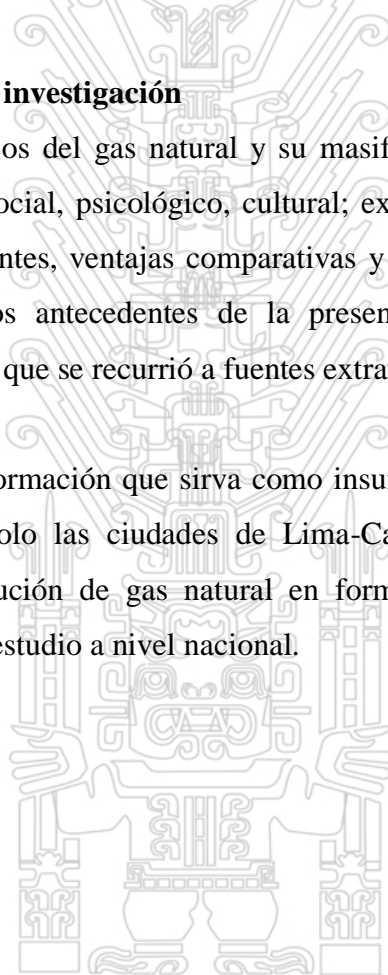 investigación
os del gas natural y su masif
ocial, psicológico, cultural; ex
ntes, ventajas comparativas y
os antecedentes de la presen
que se recurrió a fuentes extra
formación que sirva como insu
olo las ciudades de Lima-Ca
ución de gas natural en form
estudio a nivel nacional.